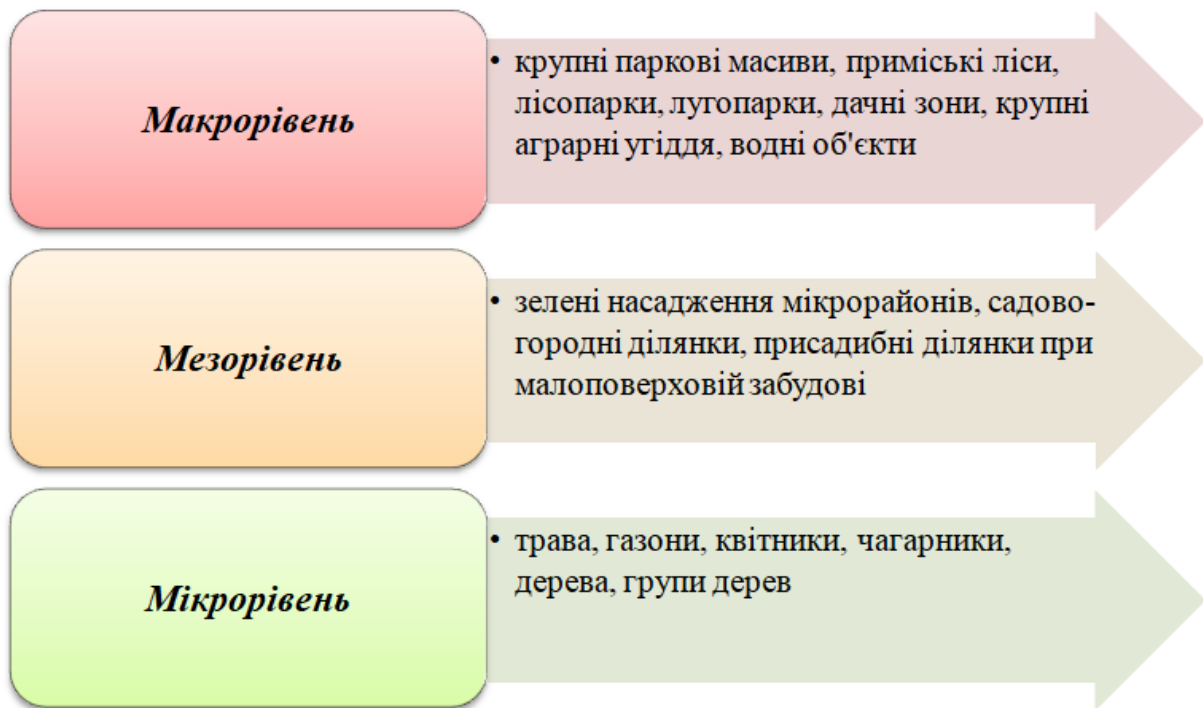 Макрорівень
• крупні паркові масиви, приміські ліси,
лісопарки, лугопарки, дачні зони, крупні
аграрні угіддя, водні об'єкти
Мезорівень
• зелені насадження мікрорайонів, садово-
городні ділянки, присадибні ділянки при
малоповерховій забудові
Мікрорівень
• трава, газони, квітники, чагарники,
дерева, групи дерев